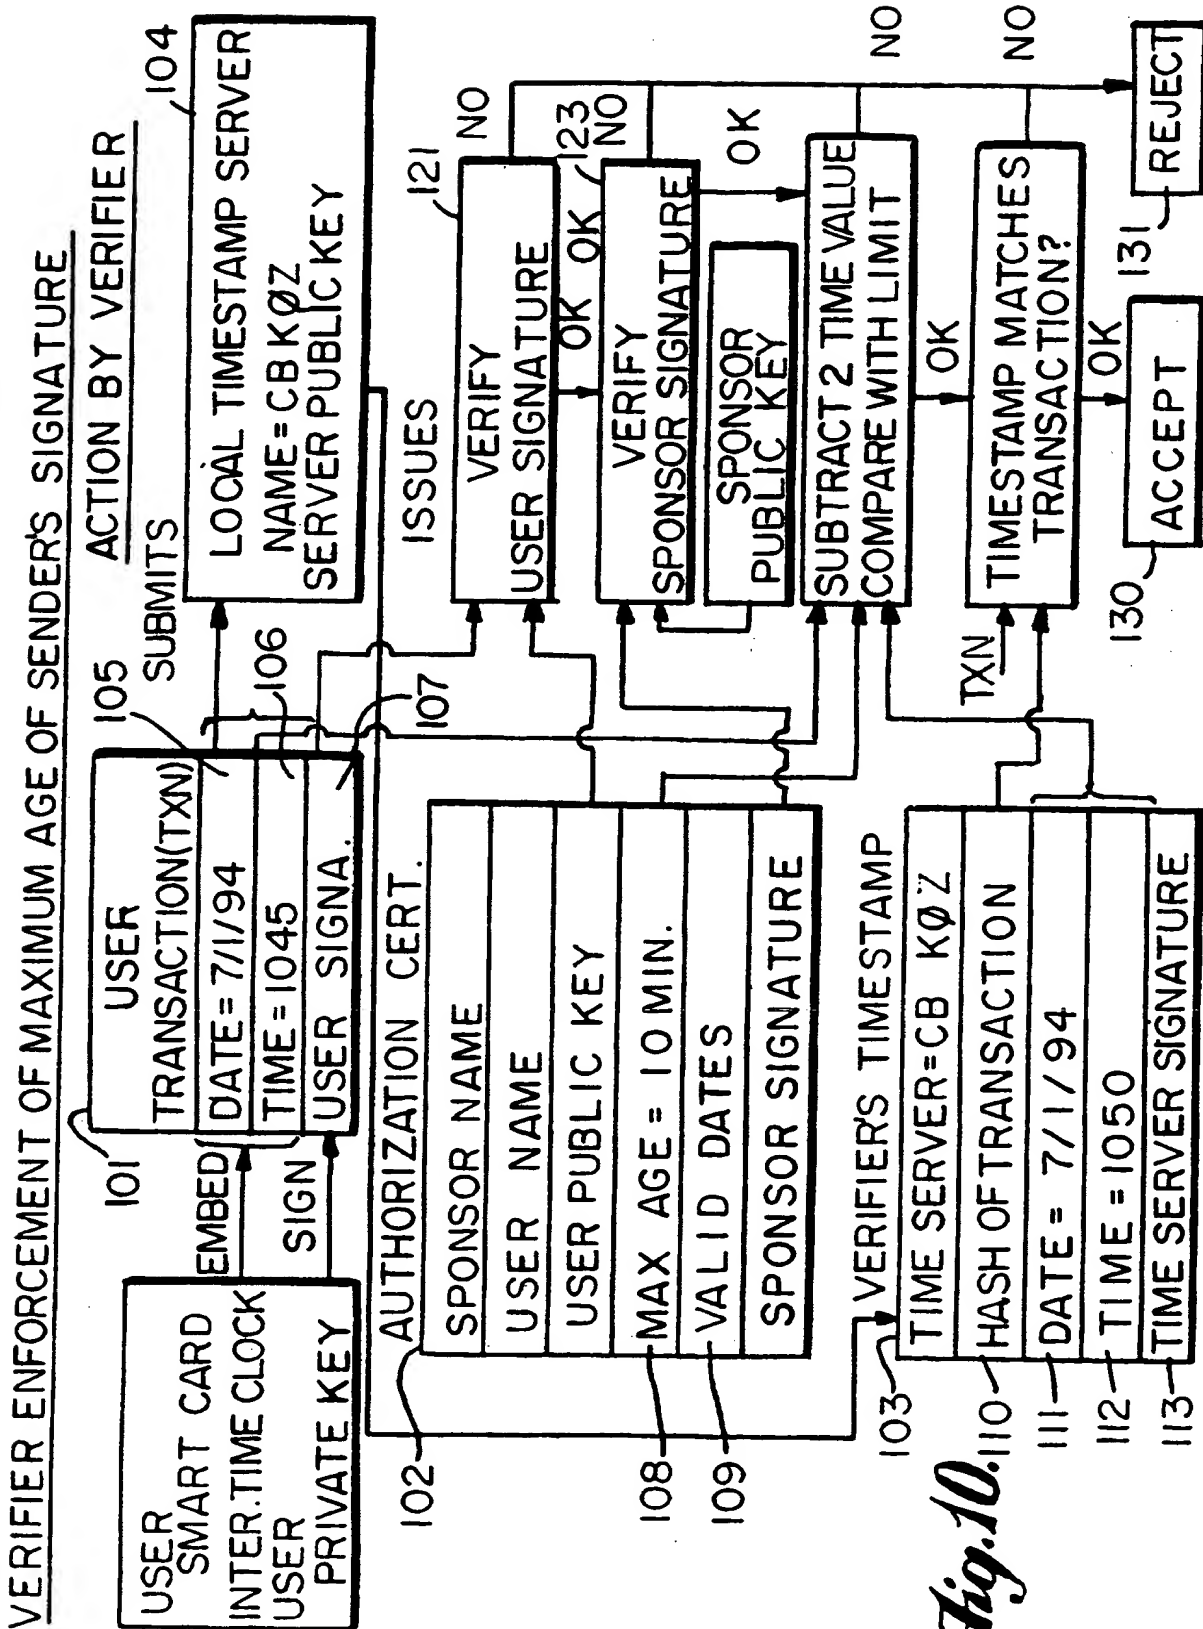 VERIFIER ENFORCEMENT OF MAXIMUM AGE OF SENDER'S SIGNATURE
ACTION BY VERIFIER
USER
SMART CARD
INTER. TIME CLOCK
USER
PRIVATE KEY
EMBED
SIGN
101
USER
TRANSACTION(TXN)
DATE = 7/1/94
TIME = 1045
USER SIGNA.
105
106
107
SUBMITS
104
LOCAL TIMESTAMP SERVER
NAME = CB KØZ
SERVER PUBLIC KEY
ISSUES
AUTHORIZATION CERT.
102
SPONSOR NAME
USER NAME
USER PUBLIC KEY
MAX AGE = 10 MIN.
VALID DATES
SPONSOR SIGNATURE
108
109
121
VERIFY
USER SIGNATURE
NO
OK
OK
123
NO
VERIFY
SPONSOR SIGNATURE
SPONSOR
PUBLIC KEY
OK
SUBTRACT 2 TIME VALUE
COMPARE WITH LIMIT
NO
OK
VERIFIER'S TIMESTAMP
103
TIME SERVER = CB KØZ
HASH OF TRANSACTION
DATE = 7/1/94
TIME = 1050
TIME SERVER SIGNATURE
110
111
112
113
TXN
TIMESTAMP MATCHES
TRANSACTION?
NO
OK
130
ACCEPT
131
REJECT
Fig. 10.